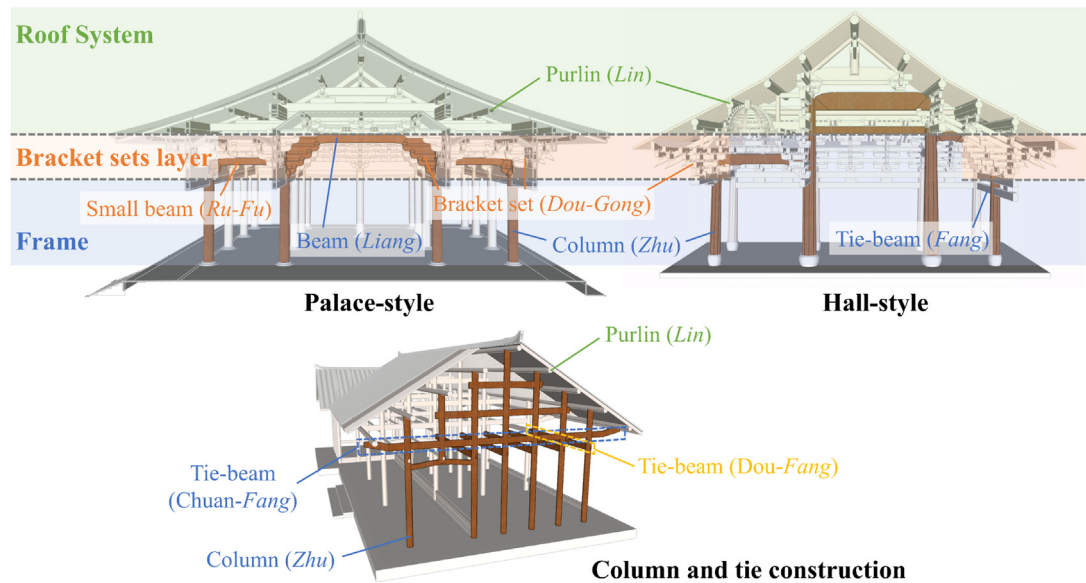 Roof System
Purlin (Lin)
Bracket sets layer
Small beam (Ru-Fu)
Bracket set (Dou-Gong)
Frame
Beam (Liang)
Column (Zhu)
Tie-beam (Fang)
Palace-style
Hall-style
Purlin (Lin)
Tie-beam
(Chuan-Fang)
Tie-beam (Dou-Fang)
Column (Zhu)
Column and tie construction